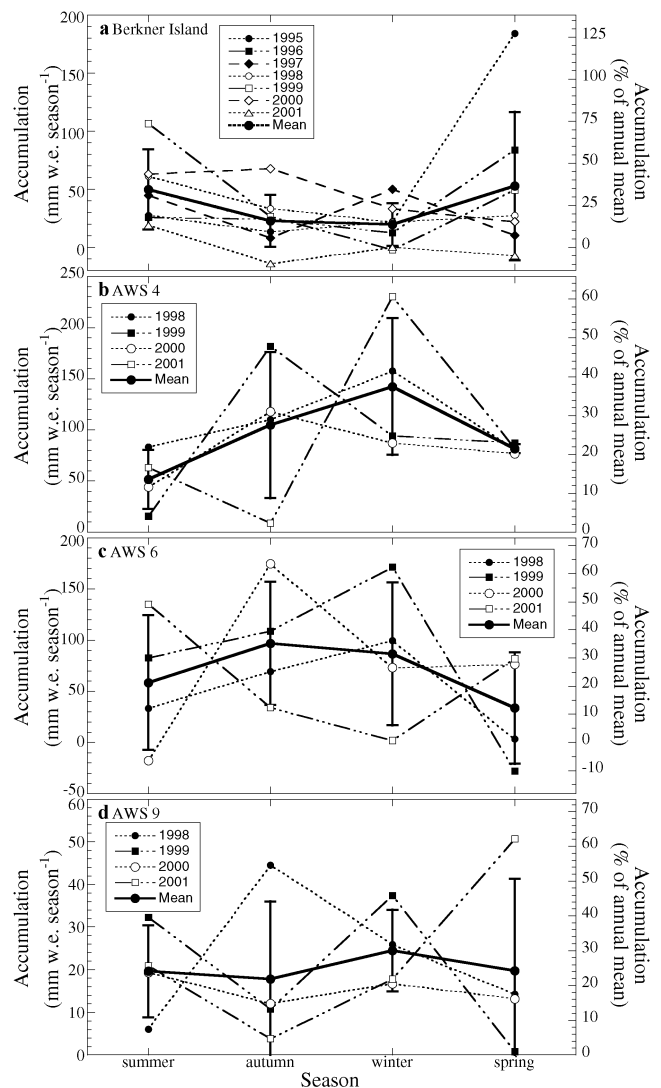 a Berkner Island
1995
1996
1997
1998
1999
2000
2001
Mean
Accumulation
(mm w.e. season-1)
200
150
100
50
0
Accumulation
(% of annual mean)
125
100
75
50
25
0
b AWS 4
1998
1999
2000
2001
Mean
Accumulation
(mm w.e. season-1)
250
200
150
100
50
0
Accumulation
(% of annual mean)
60
50
40
30
20
10
0
c AWS 6
1998
1999
2000
2001
Mean
Accumulation
(mm w.e. season-1)
200
150
100
50
0
-50
Accumulation
(% of annual mean)
70
60
50
40
30
20
10
0
-10
d AWS 9
1998
1999
2000
2001
Mean
Accumulation
(mm w.e. season-1)
60
50
40
30
20
10
0
Accumulation
(% of annual mean)
70
60
50
40
30
20
10
0
summer autumn winter spring
Season